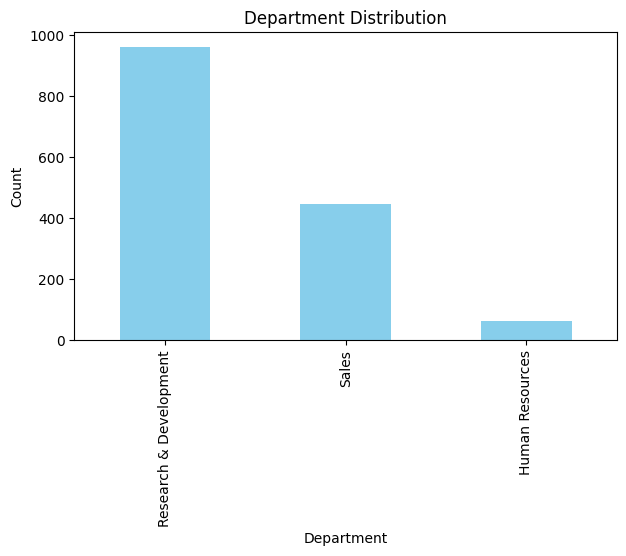 Department Distribution
1000
800
600
400
200
0
Count
Research & Development
Sales
Human Resources
Department